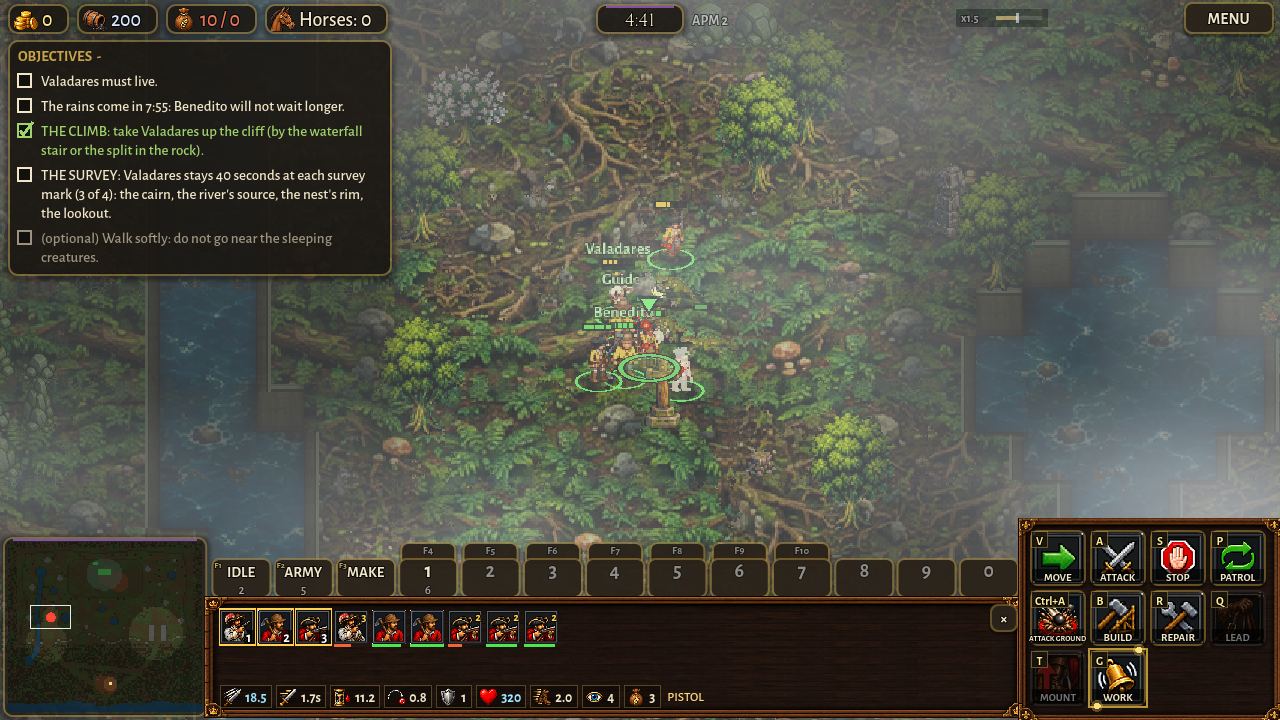 0
200
10 / 0
Horses: 0
4:41
APM 2
x1.5
MENU
OBJECTIVES -
Valadares must live.
The rains come in 7:55: Benedito will not wait longer.
THE CLIMB: take Valadares up the cliff (by the waterfall
stair or the split in the rock).
THE SURVEY: Valadares stays 40 seconds at each survey
mark (3 of 4): the cairn, the river's source, the nest's rim,
the lookout.
(optional) Walk softly: do not go near the sleeping
creatures.
Valadares
Guide
Benedito
F1 IDLE
2
F2 ARMY
5
F3 MAKE
F4
1
6
F5
2
F6
3
F7
4
F8
5
F9
6
F10
7
8
9
0
1
2
3
3
2
2
2
×
18.5
1.7s
11.2
0.8
1
320
2.0
4
3
PISTOL
V
MOVE
A
ATTACK
S
STOP
P
PATROL
Ctrl+A
ATTACK GROUND
B
BUILD
R
REPAIR
Q
LEAD
T
MOUNT
G
WORK